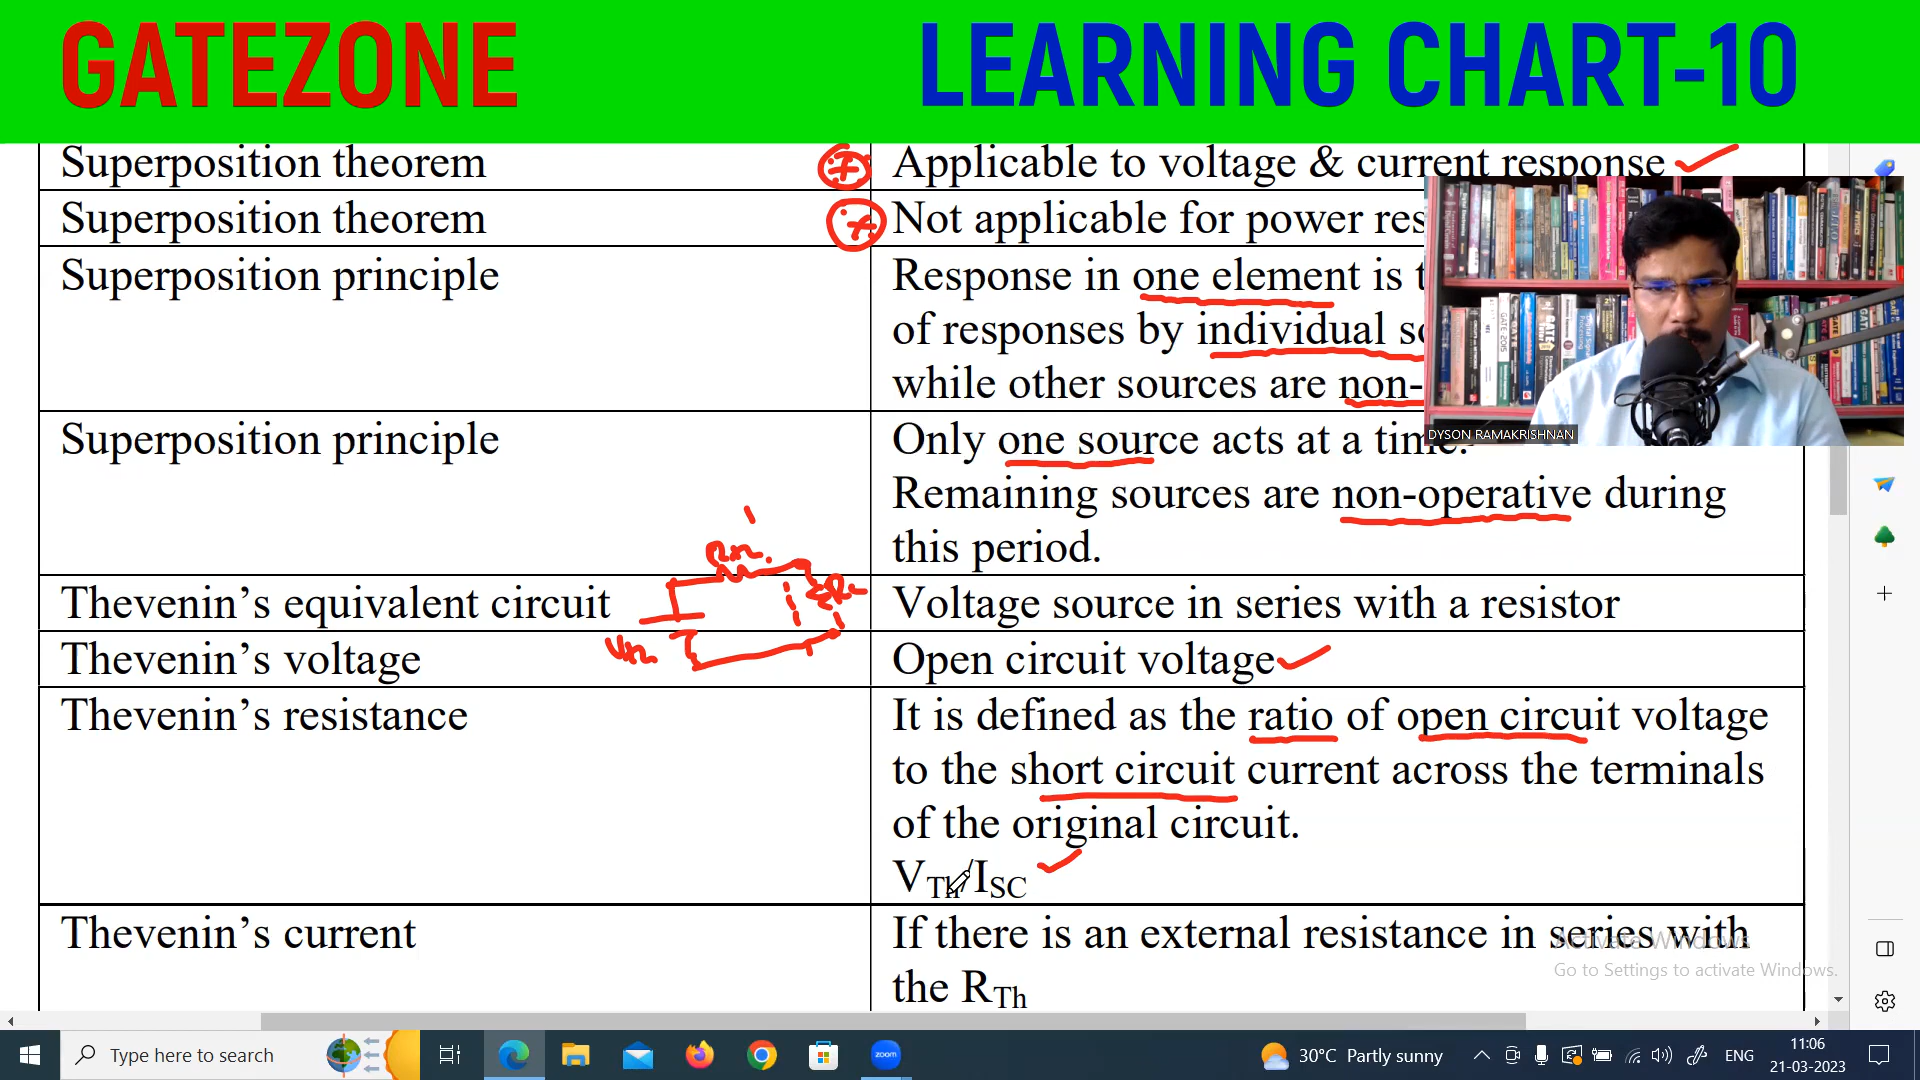 GATEZONE
LEARNING CHART-10
Superposition theorem
Applicable to voltage & current response
Superposition theorem
Not applicable for power res
Superposition principle
Response in one element is t
of responses by individual so
while other sources are non-
DYSON RAMAKRISHNAN
Superposition principle
Only one source acts at a time.
Remaining sources are non-operative during
this period.
Thevenin's equivalent circuit
Voltage source in series with a resistor
Thevenin's voltage
Open circuit voltage
Thevenin's resistance
It is defined as the ratio of open circuit voltage
to the short circuit current across the terminals
of the original circuit.
VTh/ISC
Thevenin's current
If there is an external resistance in series with
the RTh
Activate Windows
Go to Settings to activate Windows.
Type here to search
zoom
30°C Partly sunny
ENG
11:06
21-03-2023